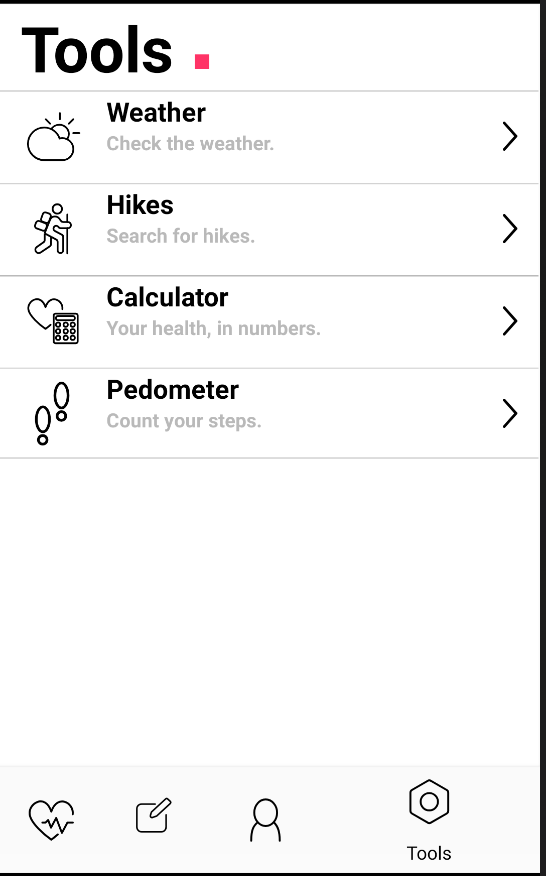 Tools
Weather
Check the weather.
Hikes
Search for hikes.
Calculator
Your health, in numbers.
Pedometer
Count your steps.
Tools